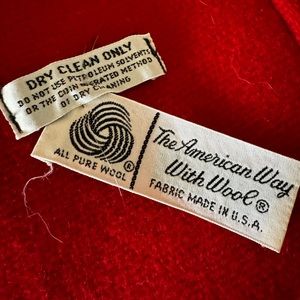 DRY CLEAN ONLY
DO NOT USE PETROLEUM SOLVENTS
OR THE COIN OPERATED METHOD
OF DRY CLEANING
ALL PURE WOOL ®
The American Way
With Wool ®
FABRIC MADE IN U.S.A.